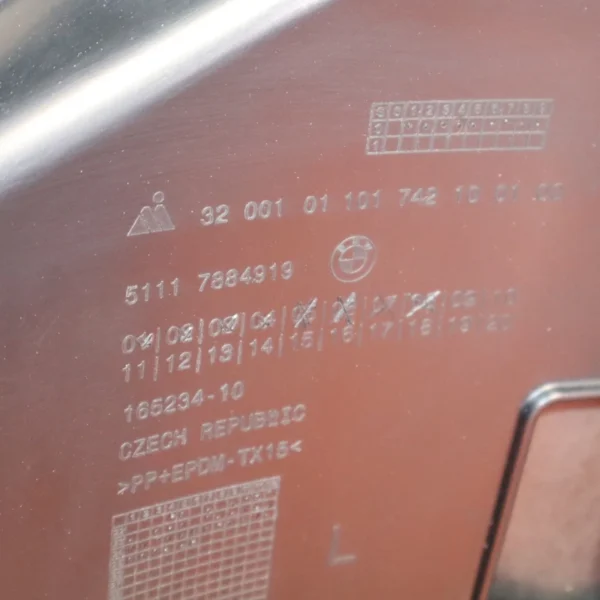 32 001 01 101 742 10 01 00
5111 7884919
01/02/03/04/05/06/07/08/09/10
11/12/13/14/15/16/17/18/19/20
165234-10
CZECH REPUBLIC
>PP+EPDM-TX15<
L